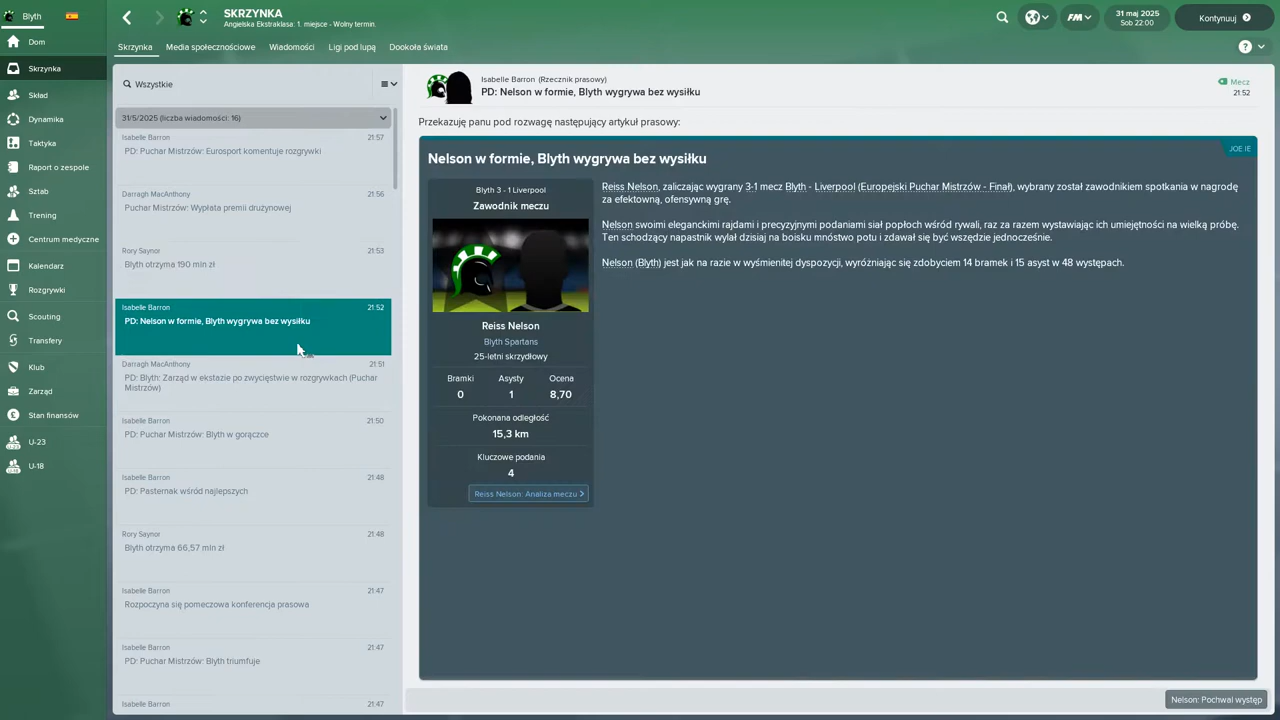 Blyth
SKRZYNKA
Angielska Ekstraklasa: 1. miejsce - Wolny termin.
FM
31 maj 2025
Sob 22:00
Kontynuuj
Dom
Skrzynka
Skład
Dynamika
Taktyka
Raport o zespole
Sztab
Trening
Centrum medyczne
Kalendarz
Rozgrywki
Scouting
Transfery
Klub
Zarząd
Stan finansów
U-23
U-18
Skrzynka Media społecznościowe Wiadomości Ligi pod lupą Dookoła świata
?
Wszystkie
31/5/2025 (liczba wiadomości: 16)
Isabelle Barron 21:57
PD: Puchar Mistrzów: Eurosport komentuje rozgrywki
Darragh MacAnthony 21:56
Puchar Mistrzów: Wypłata premii drużynowej
Rory Saynor 21:53
Blyth otrzyma 190 mln zł
Isabelle Barron 21:52
PD: Nelson w formie, Blyth wygrywa bez wysiłku
Darragh MacAnthony 21:51
PD: Blyth: Zarząd w ekstazie po zwycięstwie w rozgrywkach (Puchar
Mistrzów)
Isabelle Barron 21:50
PD: Puchar Mistrzów: Blyth w gorączce
Isabelle Barron 21:48
PD: Pasternak wśród najlepszych
Rory Saynor 21:48
Blyth otrzyma 66,57 mln zł
Isabelle Barron 21:47
Rozpoczyna się pomeczowa konferencja prasowa
Isabelle Barron 21:47
PD: Puchar Mistrzów: Blyth triumfuje
Isabelle Barron 21:47
Isabelle Barron (Rzecznik prasowy)
PD: Nelson w formie, Blyth wygrywa bez wysiłku
Mecz
21:52
Przekazuję panu pod rozwagę następujący artykuł prasowy:
JOE IE
Nelson w formie, Blyth wygrywa bez wysiłku
Blyth 3 - 1 Liverpool
Zawodnik meczu
Reiss Nelson
Blyth Spartans
25-letni skrzydłowy
Bramki Asysty Ocena
0 1 8,70
Pokonana odległość
15,3 km
Kluczowe podania
4
Reiss Nelson: Analiza meczu
Reiss Nelson, zaliczając wygrany 3-1 mecz Blyth - Liverpool (Europejski Puchar Mistrzów - Finał), wybrany został zawodnikiem spotkania w nagrodę
za efektowną, ofensywną grę.
Nelson swoimi eleganckimi rajdami i precyzyjnymi podaniami siał popłoch wśród rywali, raz za razem wystawiając ich umiejętności na wielką próbę.
Ten schodzący napastnik wylał dzisiaj na boisku mnóstwo potu i zdawał się być wszędzie jednocześnie.
Nelson (Blyth) jest jak na razie w wyśmienitej dyspozycji, wyróżniając się zdobyciem 14 bramek i 15 asyst w 48 występach.
Nelson: Pochwal występ